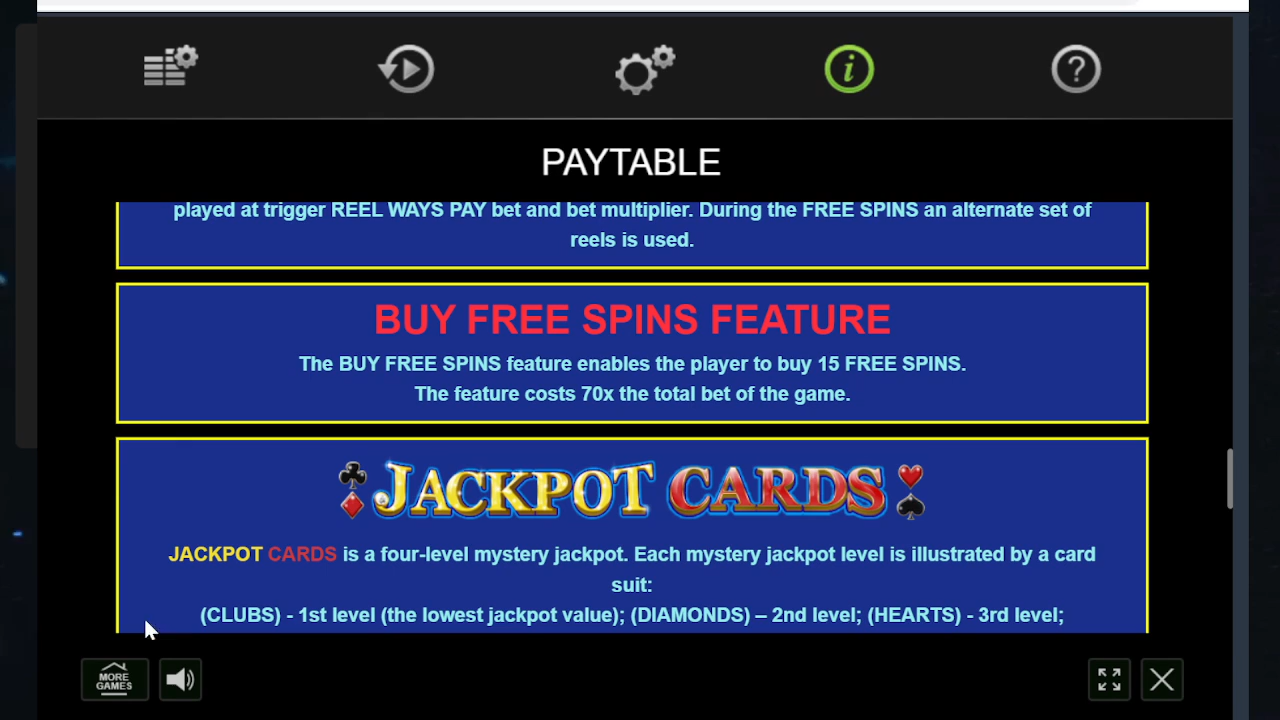 PAYTABLE
played at trigger REEL WAYS PAY bet and bet multiplier. During the FREE SPINS an alternate set of
reels is used.
BUY FREE SPINS FEATURE
The BUY FREE SPINS feature enables the player to buy 15 FREE SPINS.
The feature costs 70x the total bet of the game.
JACKPOT CARDS
JACKPOT CARDS is a four-level mystery jackpot. Each mystery jackpot level is illustrated by a card
suit:
(CLUBS) - 1st level (the lowest jackpot value); (DIAMONDS) – 2nd level; (HEARTS) - 3rd level;
MORE
GAMES